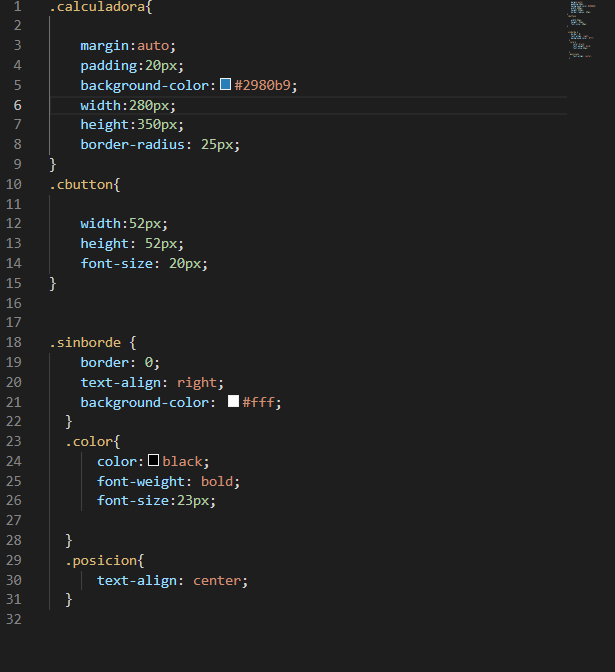 1 .calculadora{
2
3 margin:auto;
4 padding:20px;
5 background-color:#2980b9;
6 width:280px;
7 height:350px;
8 border-radius: 25px;
9 }
10 .cbutton{
11
12 width:52px;
13 height: 52px;
14 font-size: 20px;
15 }
16
17
18 .sinborde {
19 border: 0;
20 text-align: right;
21 background-color: #fff;
22 }
23 .color{
24 color:black;
25 font-weight: bold;
26 font-size:23px;
27
28 }
29 .posicion{
30 text-align: center;
31 }
32